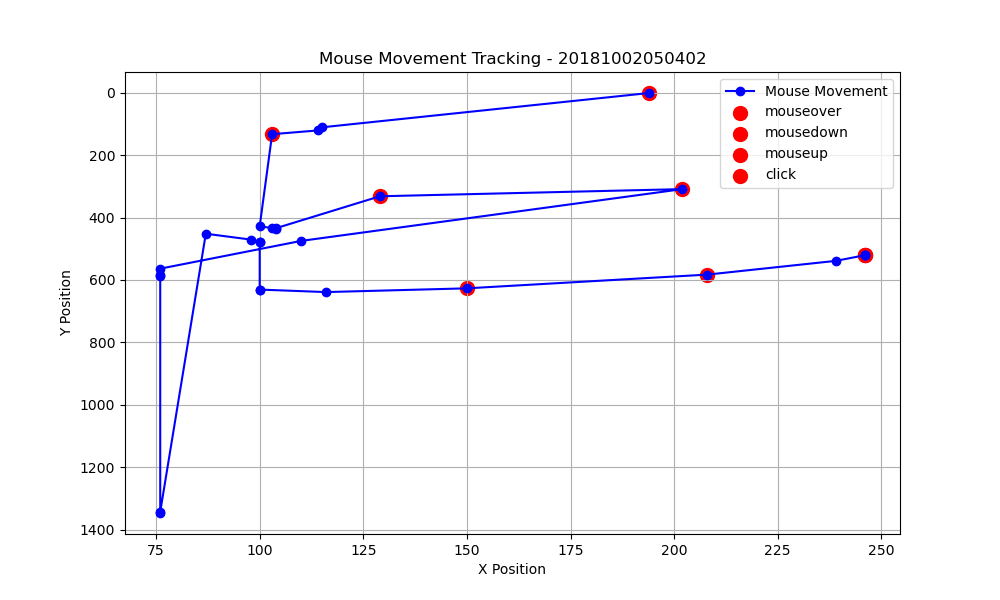 Mouse Movement Tracking - 20181002050402
Mouse Movement
mouseover
mousedown
mouseup
click
Y Position
0
200
400
600
800
1000
1200
1400
75
100
125
150
175
200
225
250
X Position